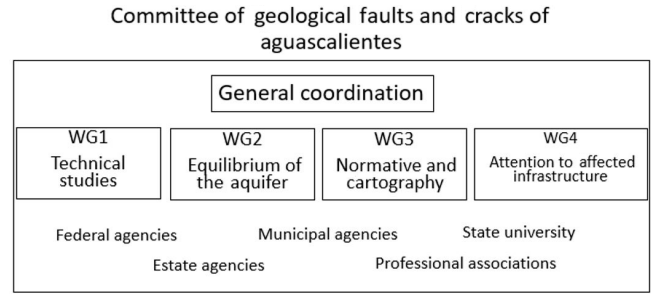 Committee of geological faults and cracks of
aguascalientes
General coordination
WG1
Technical
studies
WG2
Equilibrium of
the aquifer
WG3
Normative and
cartography
WG4
Attention to affected
infrastructure
Federal agencies
Municipal agencies
State university
Estate agencies
Professional associations